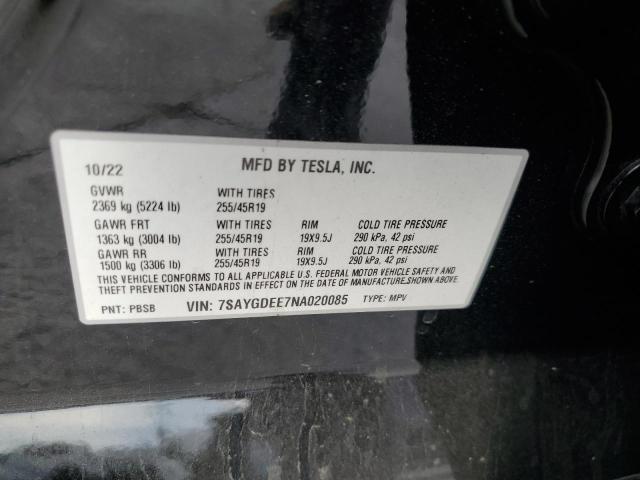 10/22 MFD BY TESLA, INC.
GVWR WITH TIRES
2369 kg (5224 lb) 255/45R19
GAWR FRT WITH TIRES RIM COLD TIRE PRESSURE
1363 kg (3004 lb) 255/45R19 19X9.5J 290 kPa, 42 psi
GAWR RR WITH TIRES RIM COLD TIRE PRESSURE
1500 kg (3306 lb) 255/45R19 19X9.5J 290 kPa, 42 psi
THIS VEHICLE CONFORMS TO ALL APPLICABLE U.S. FEDERAL MOTOR VEHICLE SAFETY AND
THEFT PREVENTION STANDARDS IN EFFECT ON THE DATE OF MANUFACTURE.SHOWN ABOVE.
PNT: PBSB VIN: 7SAYGDEE7NA020085 TYPE: MPV